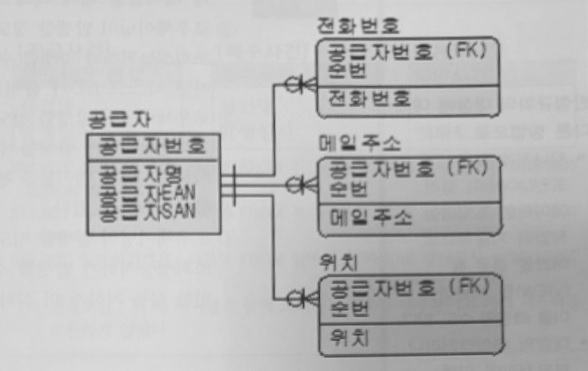 전화번호
공급자번호 (FK)
순번
전화번호
공급자
공급자번호
공급자명
공급자EAN
공급자SAN
메일주소
공급자번호 (FK)
순번
메일주소
위치
공급자번호 (FK)
순번
위치